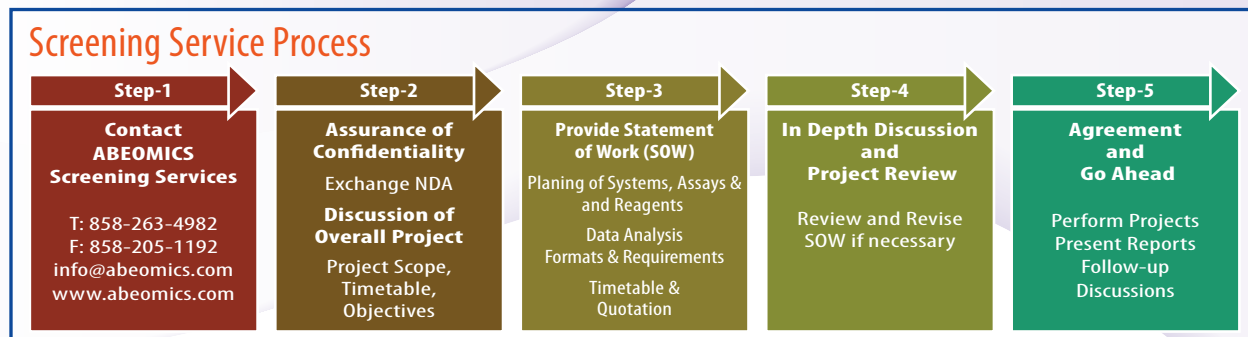 Screening Service Process
Step-1
Contact
ABEOMICS
Screening Services
T: 858-263-4982
F: 858-205-1192
info@abeomics.com
www.abeomics.com
Step-2
Assurance of
Confidentiality
Exchange NDA
Discussion of
Overall Project
Project Scope,
Timetable,
Objectives
Step-3
Provide Statement
of Work (SOW)
Planing of Systems, Assays &
and Reagents
Data Analysis
Formats & Requirements
Timetable &
Quotation
Step-4
In Depth Discussion
and
Project Review
Review and Revise
SOW if necessary
Step-5
Agreement
and
Go Ahead
Perform Projects
Present Reports
Follow-up
Discussions